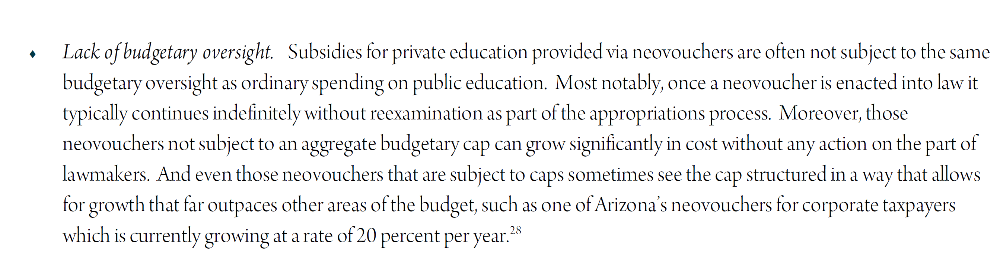 ♦ Lack of budgetary oversight. Subsidies for private education provided via neovouchers are often not subject to the same
budgetary oversight as ordinary spending on public education. Most notably, once a neovoucher is enacted into law it
typically continues indefinitely without reexamination as part of the appropriations process. Moreover, those
neovouchers not subject to an aggregate budgetary cap can grow significantly in cost without any action on the part of
lawmakers. And even those neovouchers that are subject to caps sometimes see the cap structured in a way that allows
for growth that far outpaces other areas of the budget, such as one of Arizona’s neovouchers for corporate taxpayers
which is currently growing at a rate of 20 percent per year.28